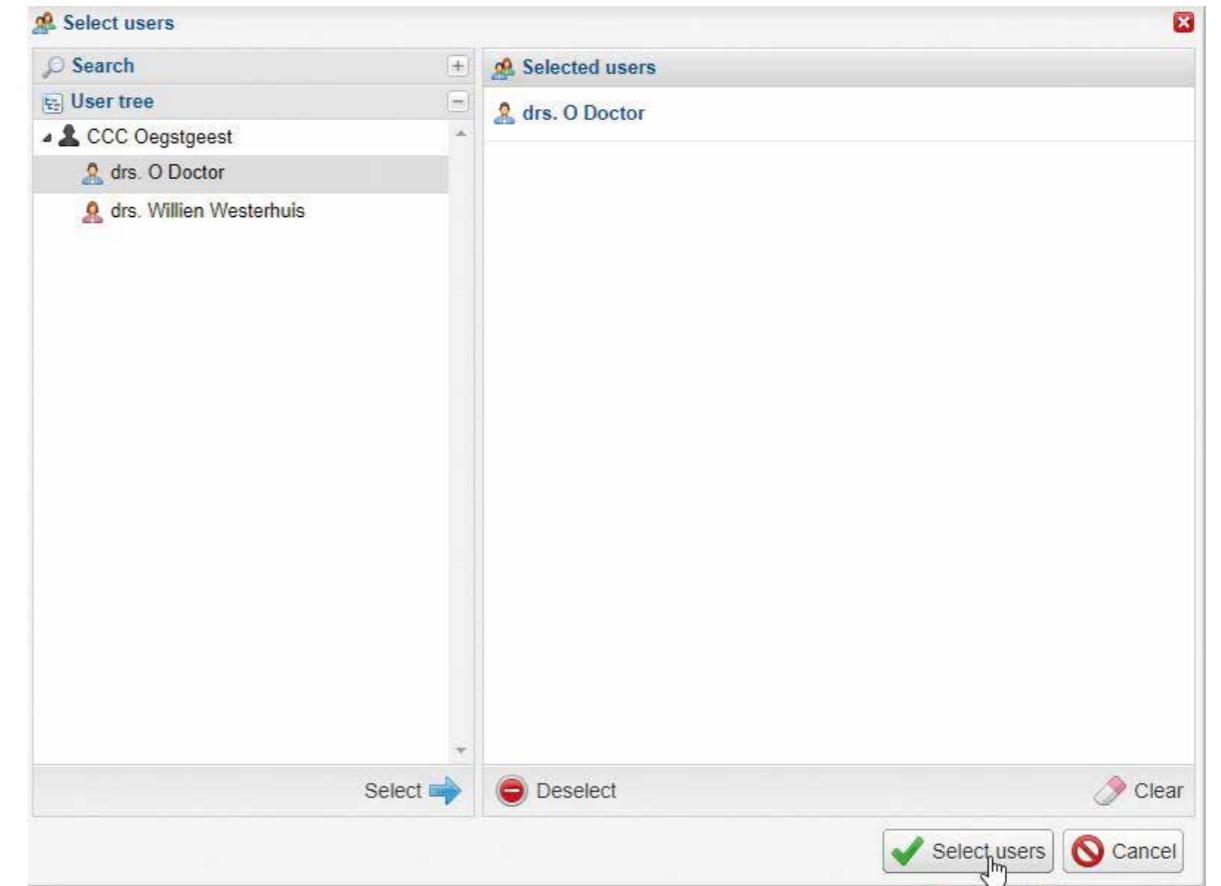 Select users
Search
User tree
CCC Oegstgeest
drs. O Doctor
drs. Willien Westerhuis
Select
Selected users
drs. O Doctor
Deselect
Clear
Select users
Cancel